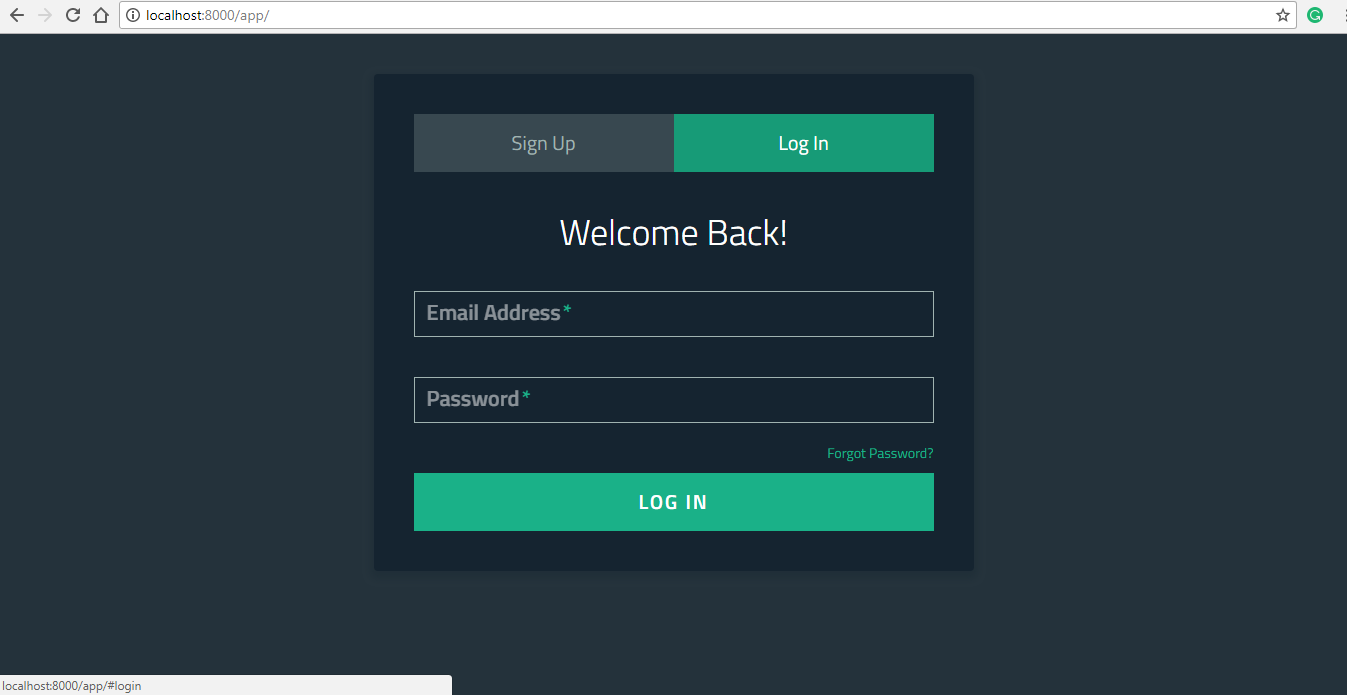 localhost:8000/app/
Sign Up
Log In
Welcome Back!
Email Address*
Password*
Forgot Password?
LOG IN
localhost:8000/app/#login